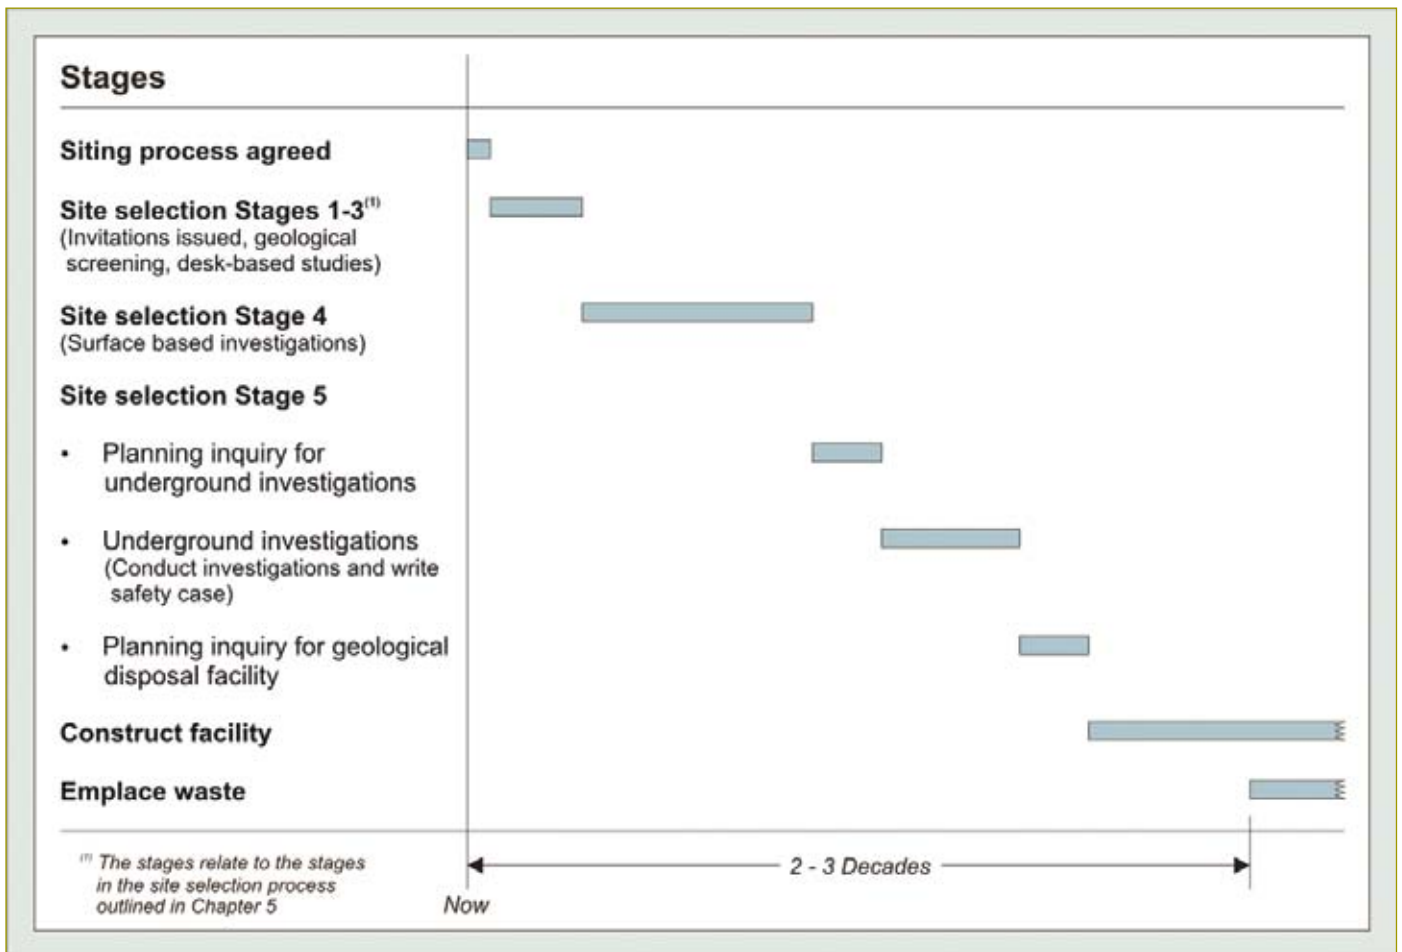 Stages
Siting process agreed
Site selection Stages 1-3(1)
(Invitations issued, geological
screening, desk-based studies)
Site selection Stage 4
(Surface based investigations)
Site selection Stage 5
• Planning inquiry for
underground investigations
• Underground investigations
(Conduct investigations and write
safety case)
• Planning inquiry for geological
disposal facility
Construct facility
Emplace waste
(1) The stages relate to the stages
in the site selection process
outlined in Chapter 5
2 - 3 Decades
Now